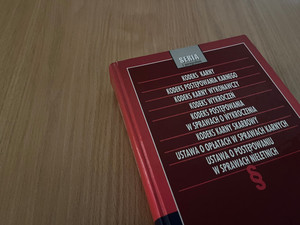 SERIA
KODEKS KARNY
KODEKS POSTĘPOWANIA KARNEGO
KODEKS KARNY WYKONAWCZY
KODEKS WYKROCZEŃ
KODEKS POSTĘPOWANIA
W SPRAWACH O WYKROCZENIA
KODEKS KARNY SKARBOWY
USTAWA O OPŁATACH W SPRAWACH KARNYCH
USTAWA O POSTĘPOWANIU
W SPRAWACH NIELETNICH
§